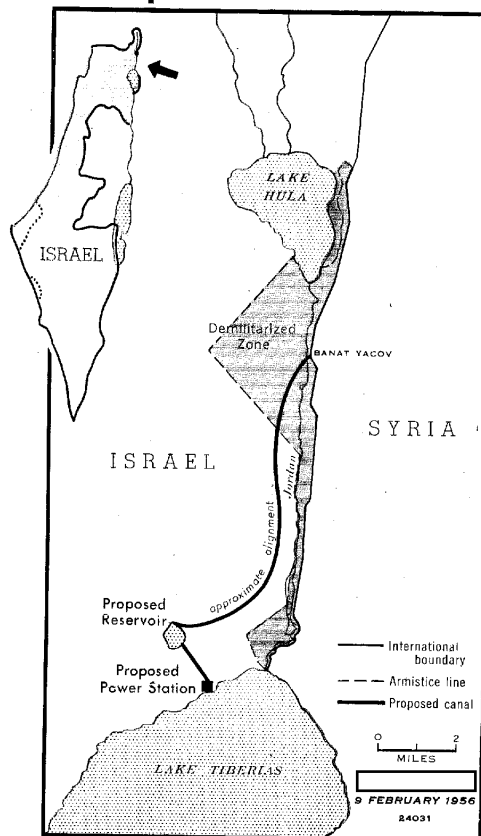 LAKE
HULA
ISRAEL
Demilitarized
Zone
BANAT YACOV
SYRIA
ISRAEL
Jordan
approximate alignment
Proposed
Reservoir
Proposed
Power Station
International
boundary
Armistice line
Proposed canal
0 2
MILES
LAKE TIBERIAS
9 FEBRUARY 1956
24031